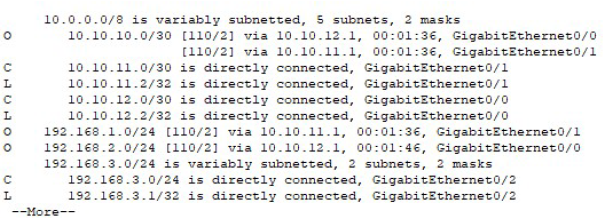 10.0.0.0/8 is variably subnetted, 5 subnets, 2 masks
O 10.10.10.0/30 [110/2] via 10.10.12.1, 00:01:36, GigabitEthernet0/0
[110/2] via 10.10.11.1, 00:01:36, GigabitEthernet0/1
C 10.10.11.0/30 is directly connected, GigabitEthernet0/1
L 10.10.11.2/32 is directly connected, GigabitEthernet0/1
C 10.10.12.0/30 is directly connected, GigabitEthernet0/0
L 10.10.12.2/32 is directly connected, GigabitEthernet0/0
O 192.168.1.0/24 [110/2] via 10.10.11.1, 00:01:36, GigabitEthernet0/1
O 192.168.2.0/24 [110/2] via 10.10.12.1, 00:01:46, GigabitEthernet0/0
192.168.3.0/24 is variably subnetted, 2 subnets, 2 masks
C 192.168.3.0/24 is directly connected, GigabitEthernet0/2
L 192.168.3.1/32 is directly connected, GigabitEthernet0/2
--More--